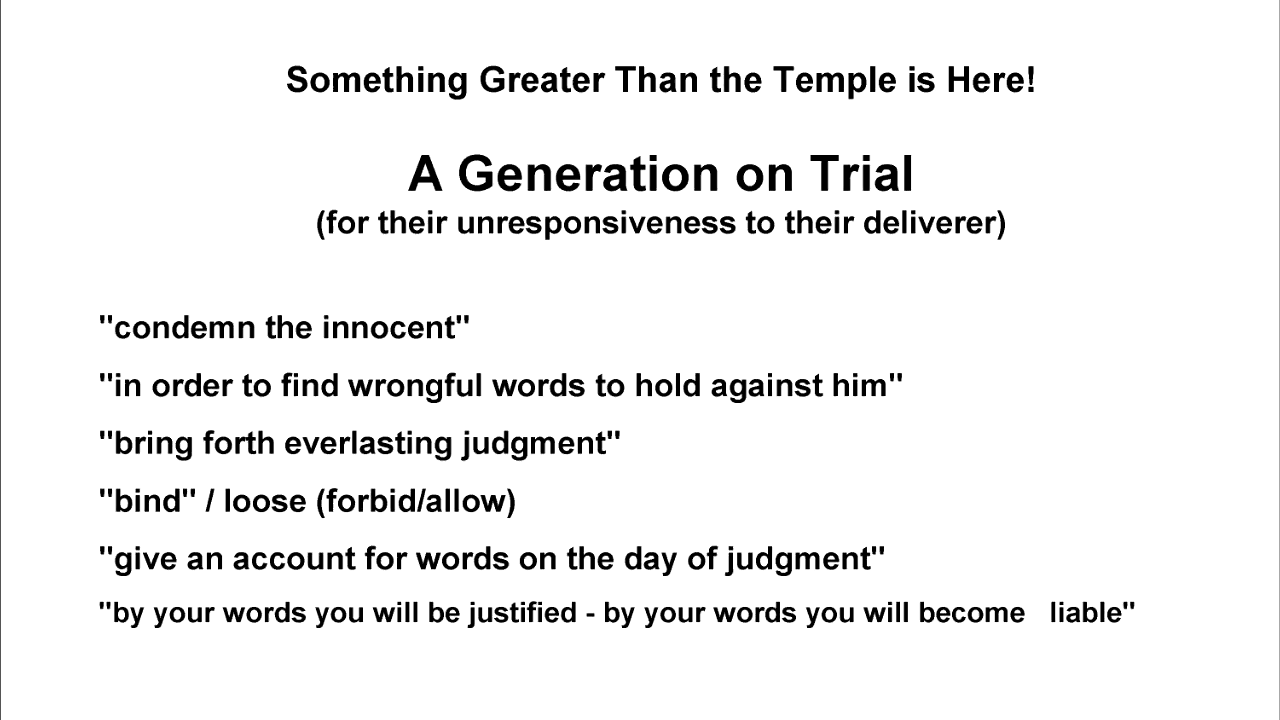 Something Greater Than the Temple is Here!
A Generation on Trial
(for their unresponsiveness to their deliverer)
"condemn the innocent"
"in order to find wrongful words to hold against him"
"bring forth everlasting judgment"
"bind" / loose (forbid/allow)
"give an account for words on the day of judgment"
"by your words you will be justified - by your words you will become   liable"